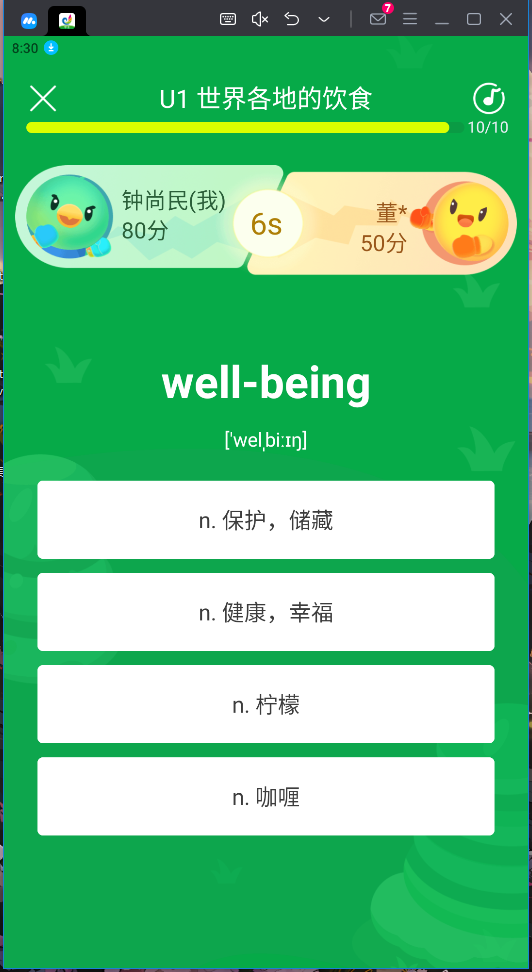 7
8:30
U1 世界各地的饮食
10/10
钟尚民(我)
80分
6s
董*
50分
well-being
[ˈwelˌbiːɪŋ]
n. 保护，储藏
n. 健康，幸福
n. 柠檬
n. 咖喱